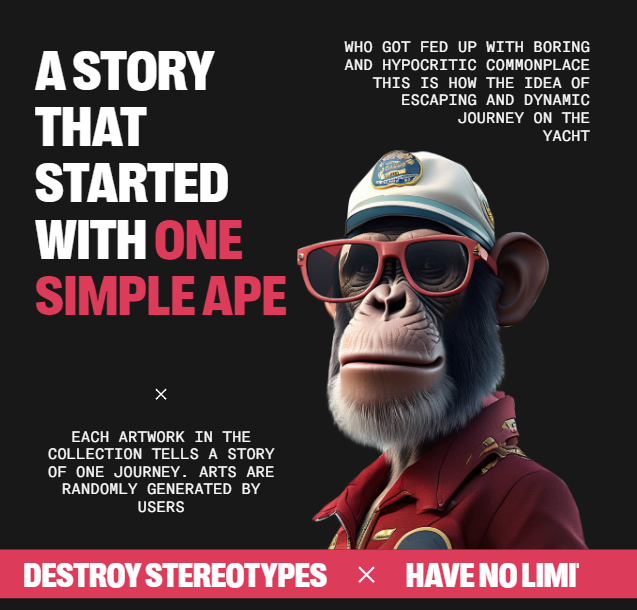 A STORY
THAT
STARTED
WITH ONE
SIMPLE APE
WHO GOT FED UP WITH BORING
AND HYPOCRITIC COMMONPLACE
THIS IS HOW THE IDEA OF
ESCAPING AND DYNAMIC
JOURNEY ON THE
YACHT
EACH ARTWORK IN THE
COLLECTION TELLS A STORY
OF ONE JOURNEY. ARTS ARE
RANDOMLY GENERATED BY
USERS
DESTROY STEREOTYPES × HAVE NO LIMI